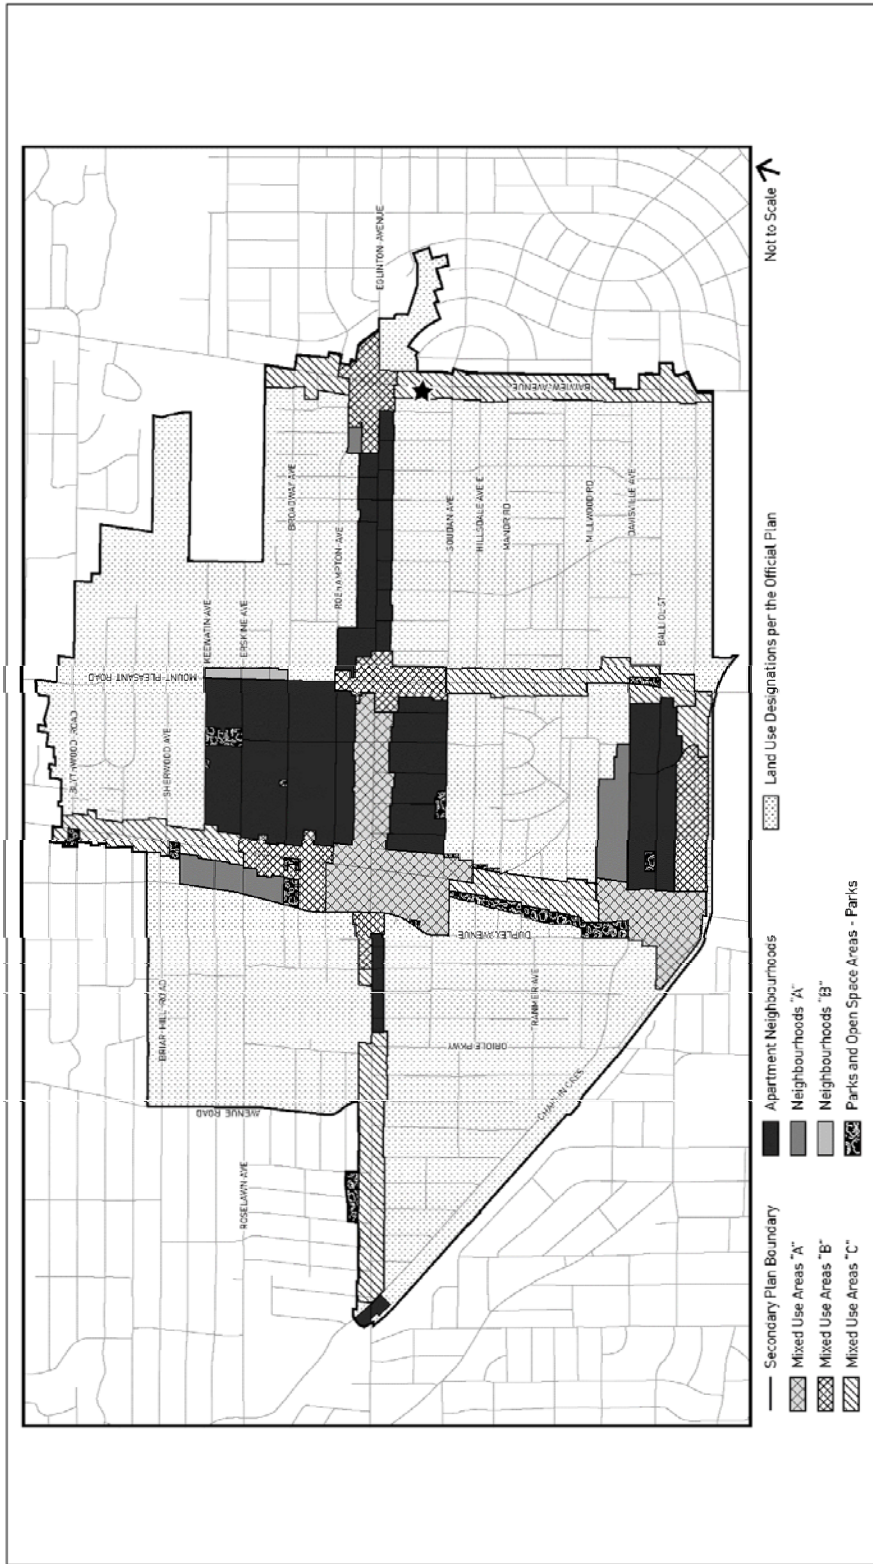 EGLINTON AVENUE
BAYVIEW AVENUE
BROADWAY AVE
ROEHAMPTON AVE
SOUDAN AVE
HILLSDALE AVE E
MANOR RD
MILLWOOD RD
DAVISVILLE AVE
BALLIOL ST
KEEWATIN AVE
ERSKINE AVE
MOUNT PLEASANT ROAD
BLYTHWOOD ROAD
SHERWOOD AVE
DUPLEX AVENUE
BRIAR HILL ROAD
TRANMER AVE
ORIOLE PKWY
CHAPLIN CRES
AVENUE ROAD
ROSELAWN AVE
Not to Scale
Secondary Plan Boundary
Mixed Use Areas "A"
Mixed Use Areas "B"
Mixed Use Areas "C"
Apartment Neighbourhoods
Neighbourhoods "A"
Neighbourhoods "B"
Parks and Open Space Areas - Parks
Land Use Designations per the Official Plan